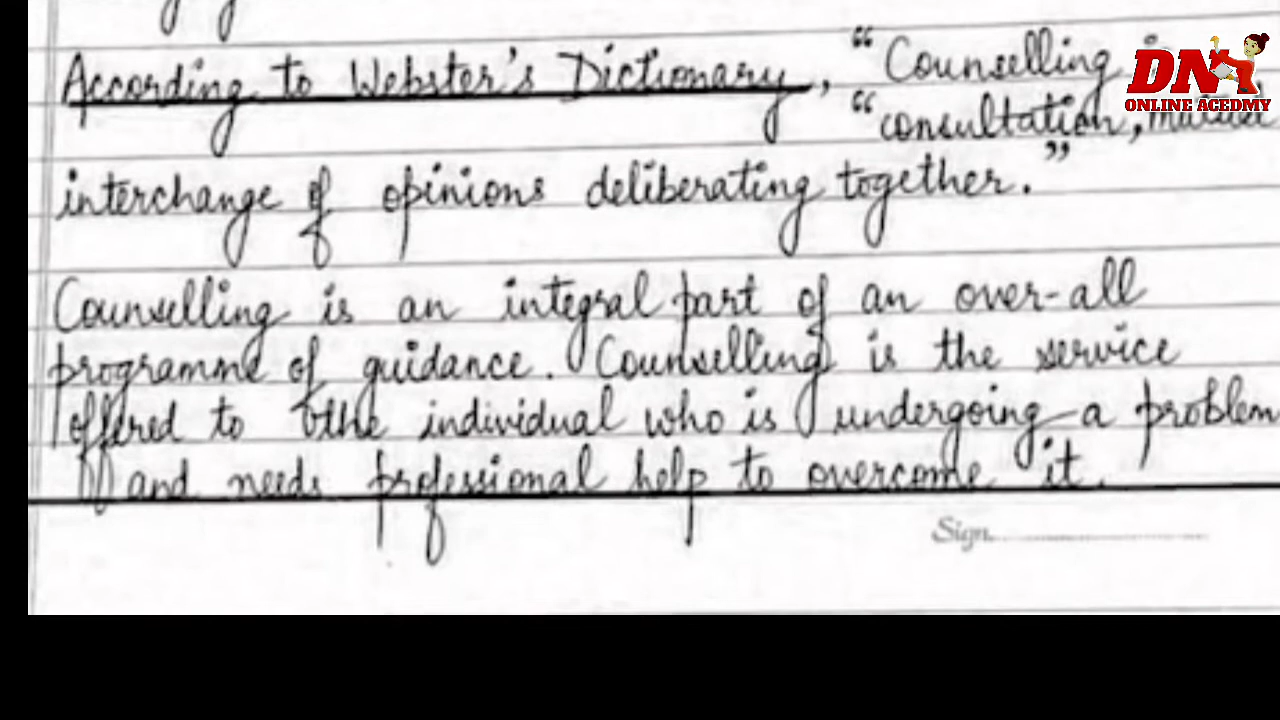 According to Webster's Dictionary, "Counselling is
"consultation, mutual
interchange of opinions deliberating together."
Counselling is an integral part of an over-all
programme of guidance. Counselling is the service
offered to the individual who is undergoing a problem
and needs professional help to overcome it.
Sign
DN
ONLINE ACEDMY